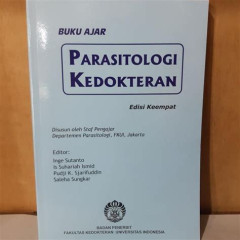 BUKU AJAR
PARASITOLOGI
KEDOKTERAN
Edisi Keempat
Disusun oleh Staf Pengajar
Departemen Parasitologi, FKUI, Jakarta
Editor:
Inge Sutanto
Is Suhariah Ismid
Pudji K. Sjarifuddin
Saleha Sungkar
BADAN PENERBIT
FAKULTAS KEDOKTERAN UNIVERSITAS INDONESIA